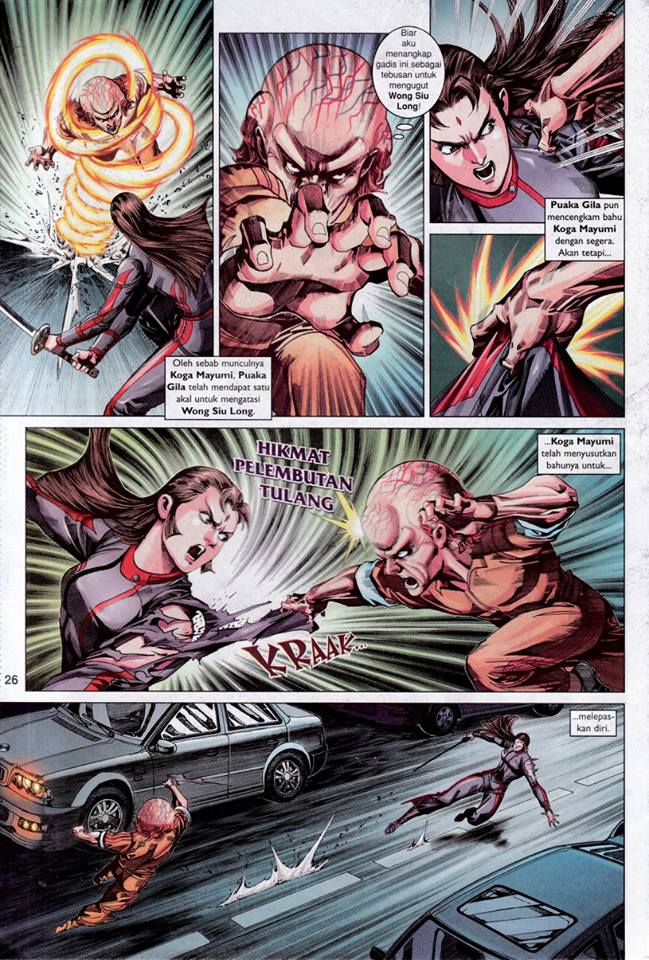 Oleh sebab munculnya
Koga Mayumi, Puaka
Gila telah mendapat satu
akal untuk mengatasi
Wong Siu Long.
Biar
aku
menangkap
gadis ini sebagai
tebusan untuk
mengugut
Wong Siu
Long!
Puaka Gila pun
mencengkam bahu
Koga Mayumi
dengan segera.
Akan tetapi...
HIKMAT
PELEMBUTAN
TULANG
...Koga Mayumi
telah menyusutkan
bahunya untuk...
KRAAK...
26
...melepas-
kan diri.